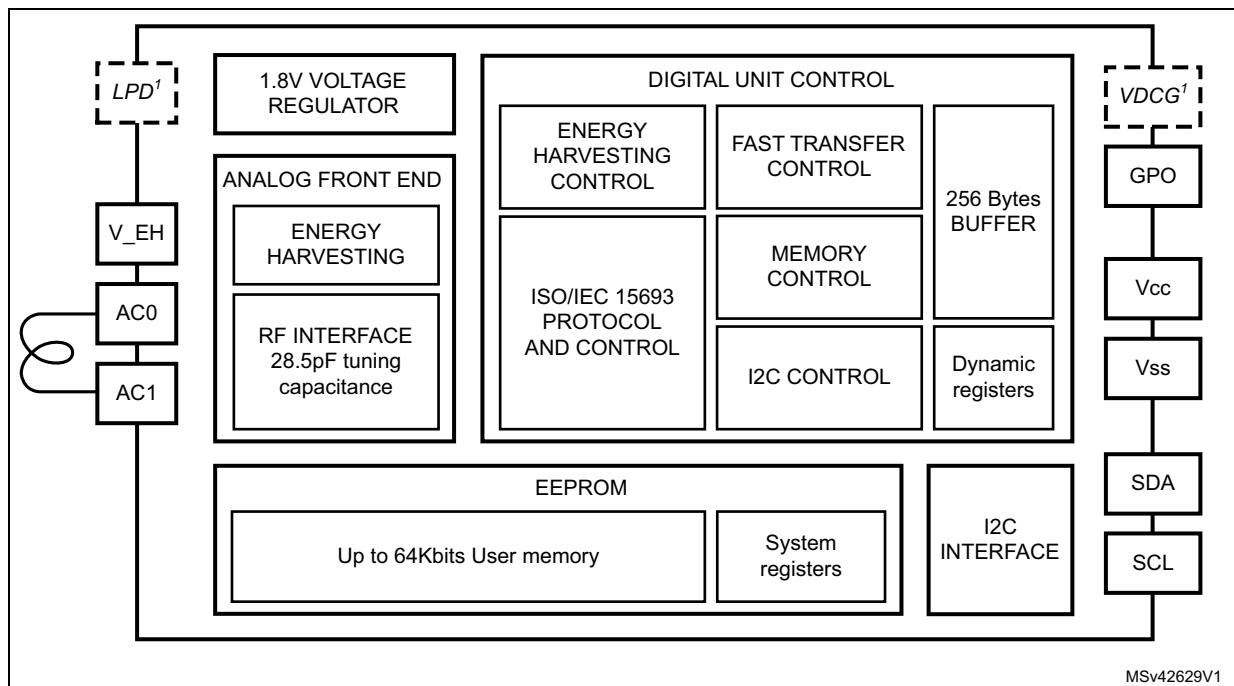 LPD¹
V_EH
AC0
AC1
1.8V VOLTAGE
REGULATOR
ANALOG FRONT END
ENERGY
HARVESTING
RF INTERFACE
28.5pF tuning
capacitance
DIGITAL UNIT CONTROL
ENERGY
HARVESTING
CONTROL
FAST TRANSFER
CONTROL
256 Bytes
BUFFER
ISO/IEC 15693
PROTOCOL
AND CONTROL
MEMORY
CONTROL
I2C CONTROL
Dynamic
registers
EEPROM
Up to 64Kbits User memory
System
registers
I2C
INTERFACE
VDCG¹
GPO
Vcc
Vss
SDA
SCL
MSv42629V1